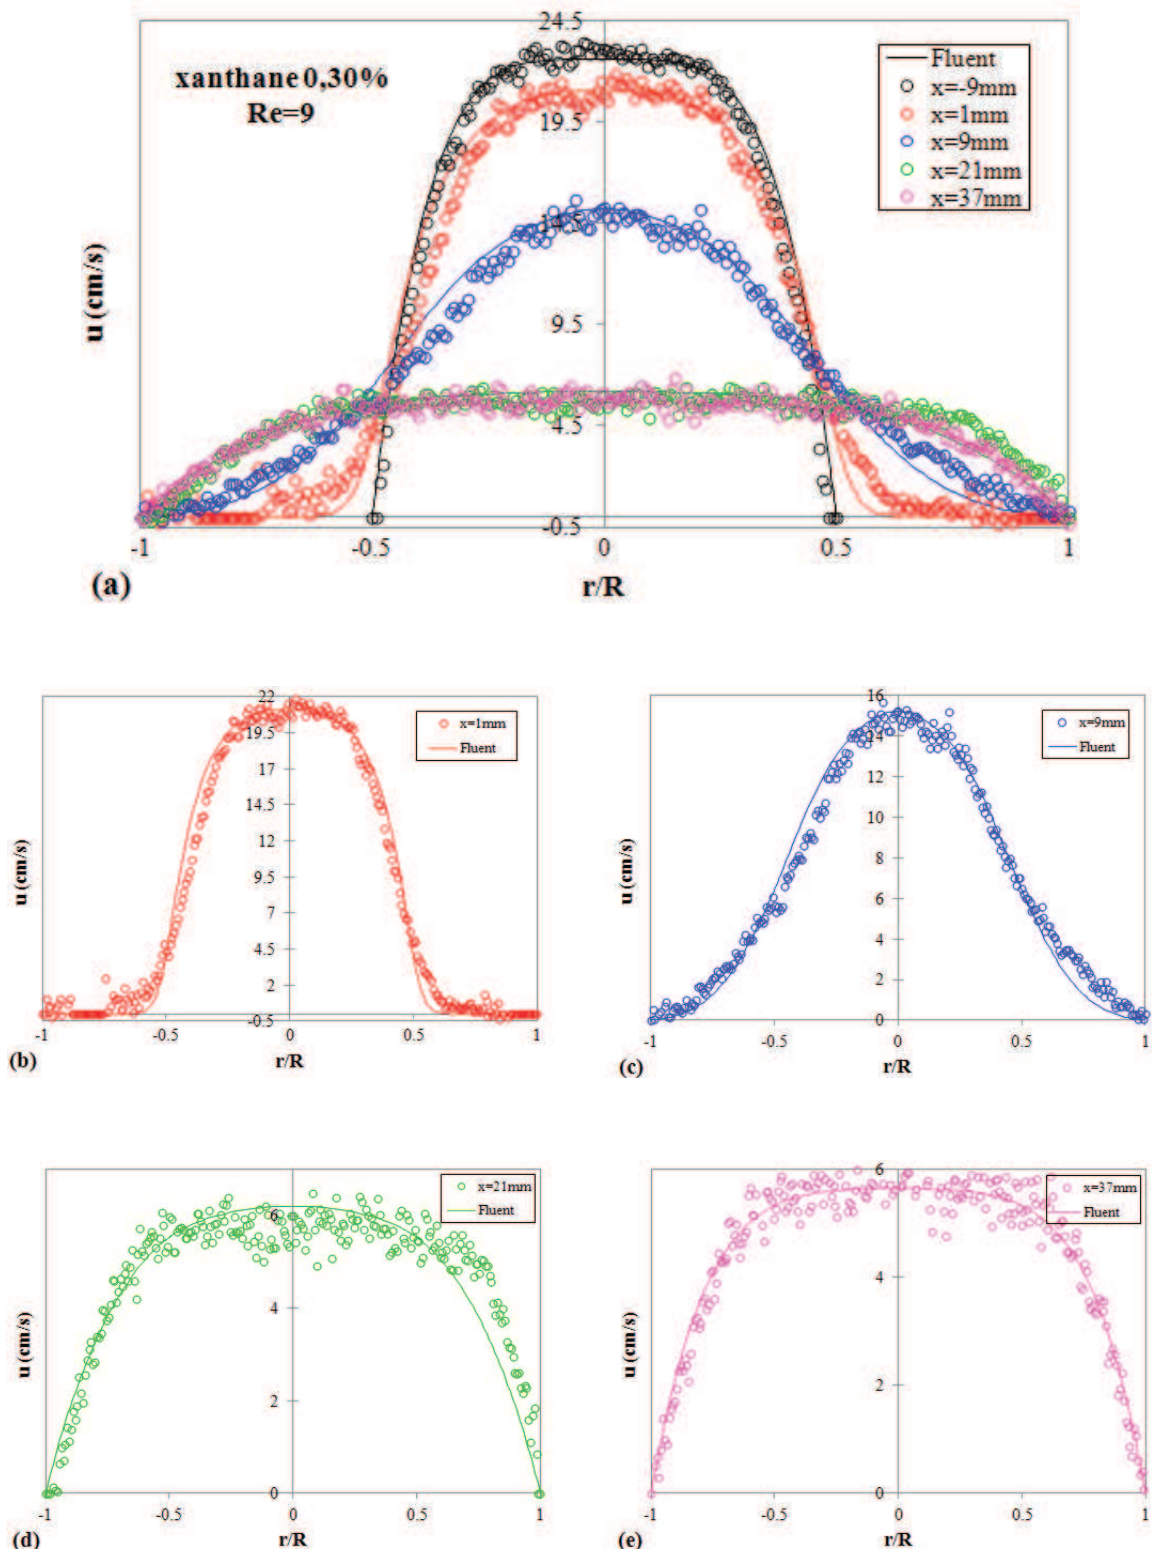 24.5
xanthane 0,30%
Re=9
Fluent
x=-9mm
x=1mm
x=9mm
x=21mm
x=37mm
19.5
14.5
9.5
4.5
-0.5
u (cm/s)
-1 -0.5 0 0.5 1
(a) r/R
22
19.5
17
14.5
12
9.5
7
4.5
2
-0.5
x=1mm
Fluent
u (cm/s)
-1 -0.5 0 0.5 1
(b) r/R
16
14
12
10
8
6
4
2
0
x=9mm
Fluent
u (cm/s)
-1 -0.5 0 0.5 1
(c) r/R
6
4
2
0
x=21mm
Fluent
u (cm/s)
-1 -0.5 0 0.5 1
(d) r/R
6
4
2
0
x=37mm
Fluent
u (cm/s)
-1 -0.5 0 0.5 1
(e) r/R